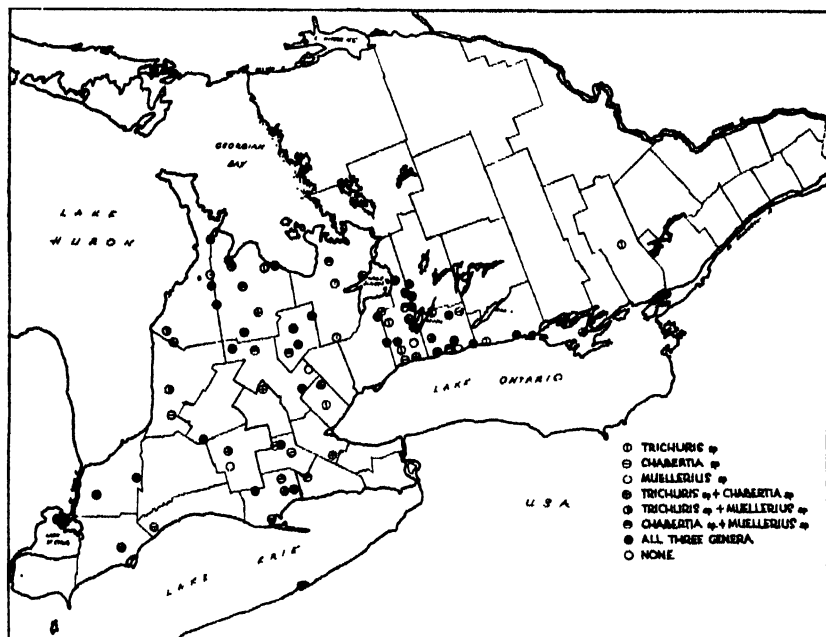 GEORGIAN
BAY
LAKE
HURON
LAKE ONTARIO
U.S.A
LAKE ERIE
TRICHURIS sp
CHABERTIA sp
MUELLERIUS sp
TRICHURIS sp + CHABERTIA sp
TRICHURIS sp + MUELLERIUS sp
CHABERTIA sp. + MUELLERIUS sp
ALL THREE GENERA
NONE